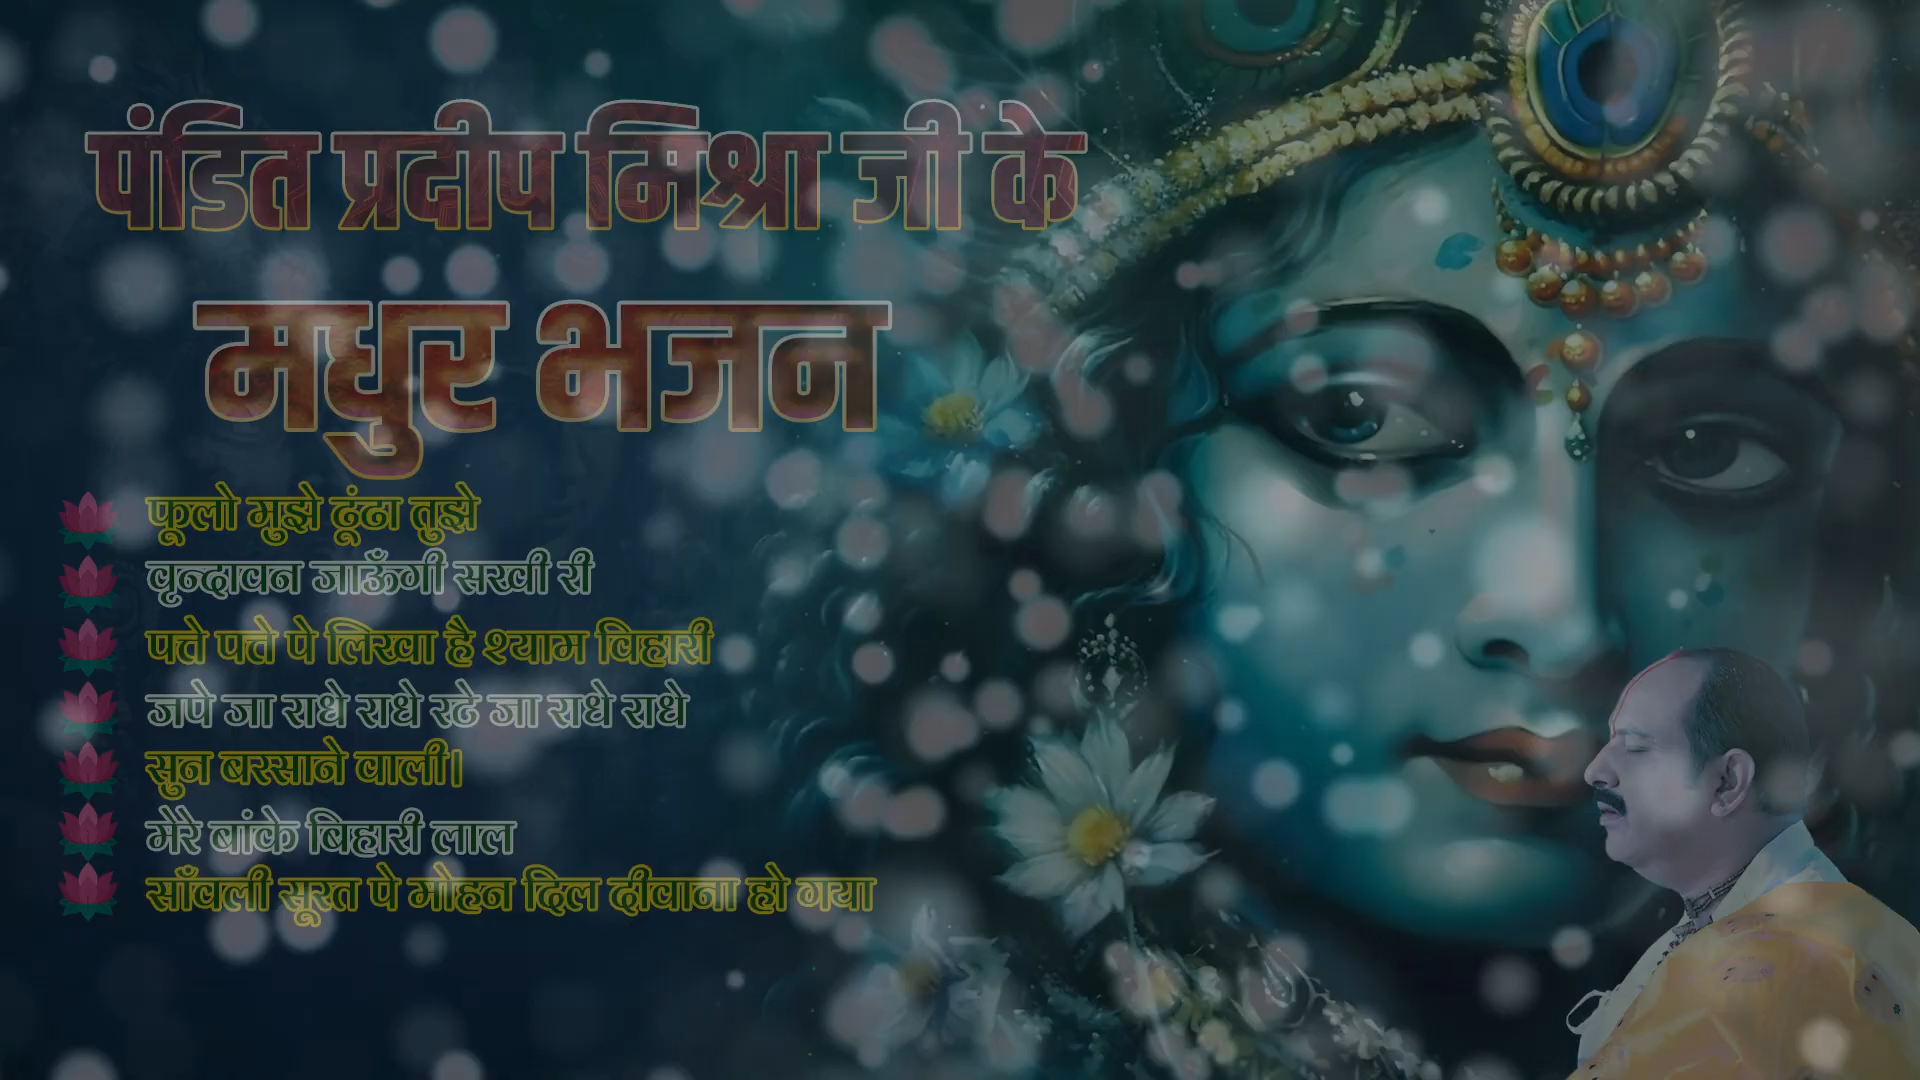 पंडित प्रदीप मिश्रा जी के
मधुर भजन
फूलो मुझे ढूंढा तुझे
वृन्दावन जाऊँगी सखी री
पत्ते पत्ते पे लिखा है श्याम बिहारी
जपे जा राधे राधे रटे जा राधे राधे
सुन बरसाने वाली।
मेरे बांके बिहारी लाल
साँवली सूरत पे मोहन दिल दीवाना हो गया